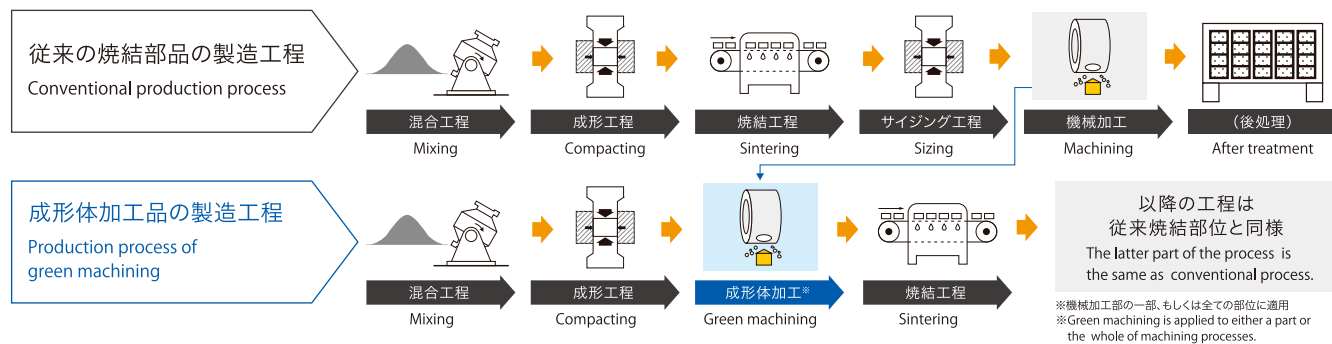 従来の焼結部品の製造工程
Conventional production process
混合工程
Mixing
成形工程
Compacting
焼結工程
Sintering
サイジング工程
Sizing
機械加工
Machining
(後処理)
After treatment
成形体加工品の製造工程
Production process of
green machining
混合工程
Mixing
成形工程
Compacting
成形体加工※
Green machining
焼結工程
Sintering
以降の工程は
従来焼結部位と同様
The latter part of the process is
the same as conventional process.
※機械加工部の一部、もしくは全ての部位に適用
※Green machining is applied to either a part or
the whole of machining processes.